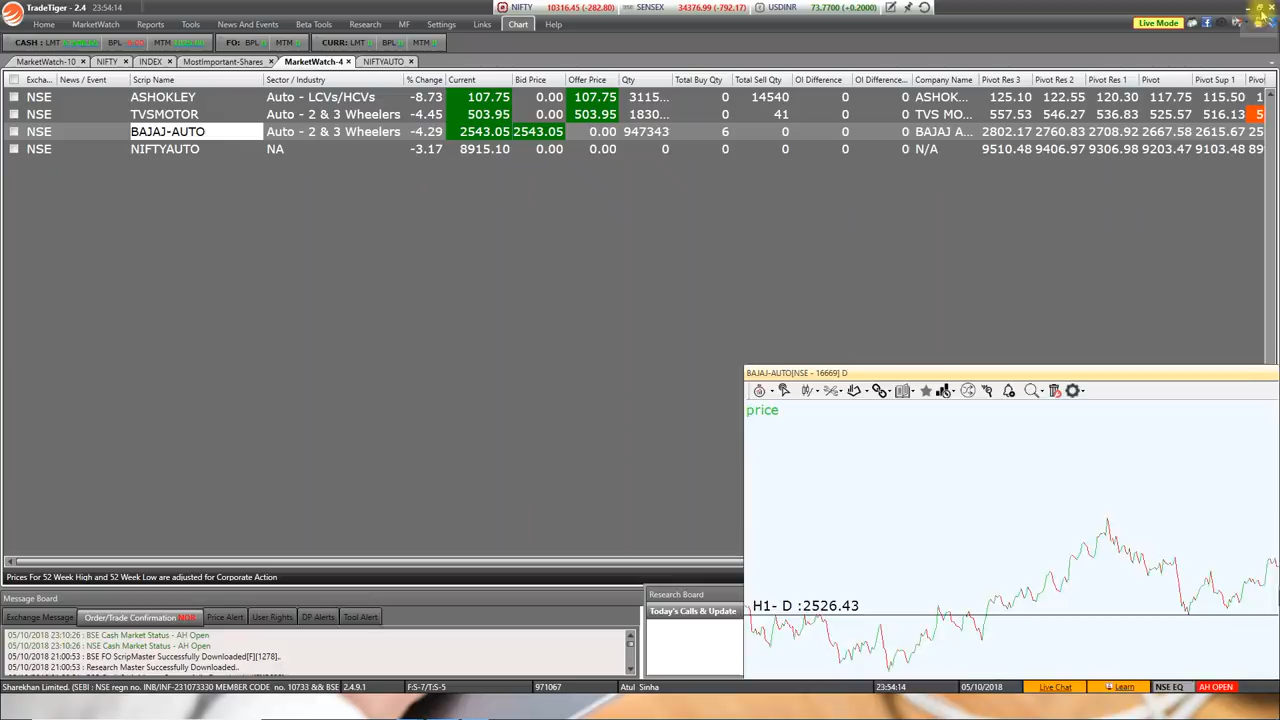 TradeTiger - 2.4 23:54:14 NIFTY 10316.45 (-282.80) SENSEX 34376.99 (-792.17) USDINR 73.7700 (+0.2000)
Home MarketWatch Reports Tools News And Events Beta Tools Research MF Settings Links Chart Help Live Mode
CASH : LMT BPL MTM FO: BPL MTM CURR: LMT BPL MTM
MarketWatch-10 NIFTY INDEX MostImportant-Shares MarketWatch-4 NIFTYAUTO
Excha... News / Event Scrip Name Sector / Industry % Change Current Bid Price Offer Price Qty Total Buy Qty Total Sell Qty OI Difference OI Difference... Company Name Pivot Res 3 Pivot Res 2 Pivot Res 1 Pivot Pivot Sup 1 Pivot
NSE ASHOKLEY Auto - LCVs/HCVs -8.73 107.75 0.00 107.75 3115... 0 14540 0 0 ASHOK... 125.10 122.55 120.30 117.75 115.50 1
NSE TVSMOTOR Auto - 2 & 3 Wheelers -4.45 503.95 0.00 503.95 1830... 0 41 0 0 TVS MO... 557.53 546.27 536.83 525.57 516.13 5
NSE BAJAJ-AUTO Auto - 2 & 3 Wheelers -4.29 2543.05 2543.05 0.00 947343 6 0 0 0 BAJAJ A... 2802.17 2760.83 2708.92 2667.58 2615.67 25
NSE NIFTYAUTO NA -3.17 8915.10 0.00 0.00 0 0 0 0 0 N/A 9510.48 9406.97 9306.98 9203.47 9103.48 89
BAJAJ-AUTO[NSE - 16669] D
price
H1- D :2526.43
Prices For 52 Week High and 52 Week Low are adjusted for Corporate Action
Message Board Research Board
Exchange Message Order/Trade Confirmation Price Alert User Rights DP Alerts Tool Alert Today's Calls & Update
05/10/2018 23:10:26 : BSE Cash Market Status - AH Open
05/10/2018 23:10:26 : NSE Cash Market Status - AH Open
05/10/2018 21:00:53 : BSE FO ScripMaster Successfully Downloaded[F][1278]..
05/10/2018 21:00:53 : Research Master Successfully Downloaded..
Sharekhan Limited. (SEBI : NSE regn no. INB/INF-231073330 MEMBER CODE no. 10733 && BSE 2.4.9.1 F:S-7/T:S-5 971067 Atul Sinha 23:54:14 05/10/2018 Live Chat Learn NSE EQ AH OPEN